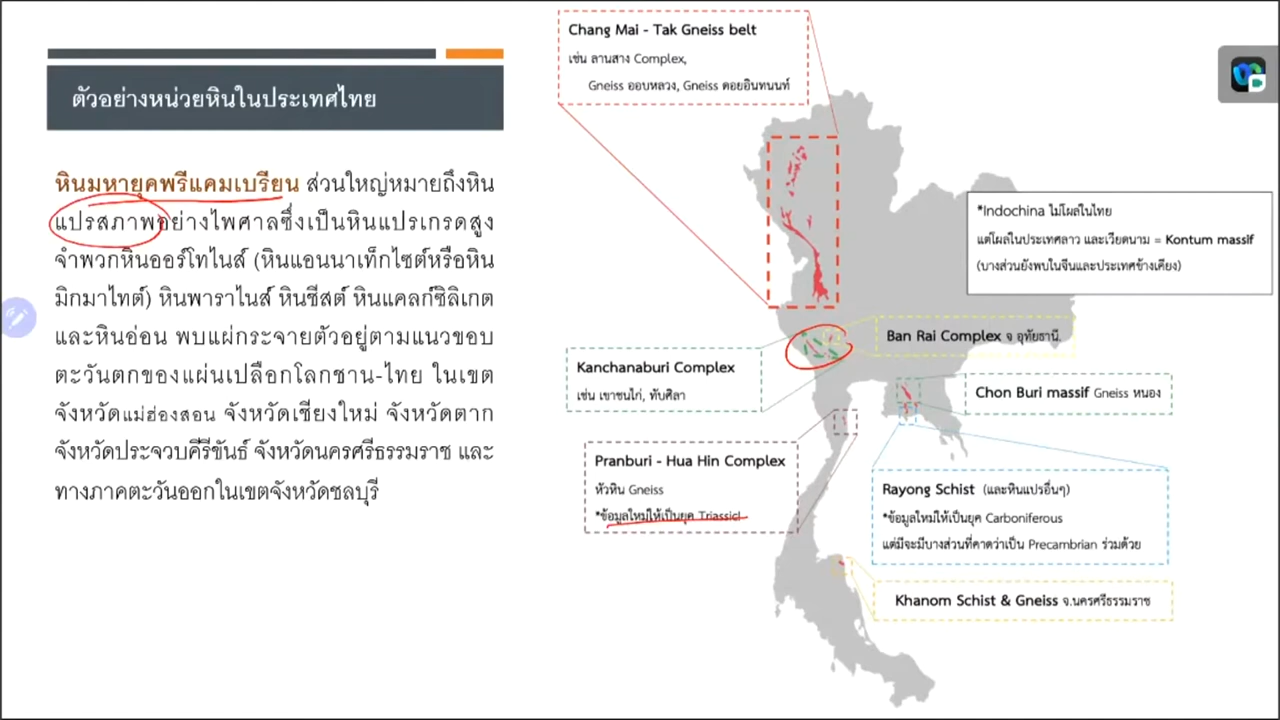 ตัวอย่างหน่วยหินในประเทศไทย
หินมหายุคพรีแคมเบรียน ส่วนใหญ่หมายถึงหิน
แปรสภาพอย่างไพศาลซึ่งเป็นหินแปรเกรดสูง
จำพวกหินออร์โทไนส์ (หินแอนนาเท็กไซต์หรือหิน
มิกมาไทต์) หินพาราไนส์ หินชีสต์ หินแคลก์ซิลิเกต
และหินอ่อน พบแผ่กระจายตัวอยู่ตามแนวขอบ
ตะวันตกของแผ่นเปลือกโลกชาน-ไทย ในเขต
จังหวัดแม่ฮ่องสอน จังหวัดเชียงใหม่ จังหวัดตาก
จังหวัดประจวบคีรีขันธ์ จังหวัดนครศรีธรรมราช และ
ทางภาคตะวันออกในเขตจังหวัดชลบุรี
Chang Mai - Tak Gneiss belt
เช่น ลานสาง Complex,
Gneiss ออบหลวง, Gneiss ดอยอินทนนท์
*Indochina ไม่โผล่ในไทย
แต่โผล่ในประเทศลาว และเวียดนาม = Kontum massif
(บางส่วนยังพบในจีนและประเทศข้างเคียง)
Ban Rai Complex จ อุทัยธานี,
Kanchanaburi Complex
เช่น เขาชนไก่, ทับศิลา
Chon Buri massif Gneiss หนอง
Pranburi - Hua Hin Complex
หัวหิน Gneiss
*ข้อมูลใหม่ให้เป็นยุค Triassic!
Rayong Schist (และหินแปรอื่นๆ)
*ข้อมูลใหม่ให้เป็นยุค Carboniferous
แต่มีจะมีบางส่วนที่คาดว่าเป็น Precambrian ร่วมด้วย
Khanom Schist & Gneiss จ.นครศรีธรรมราช